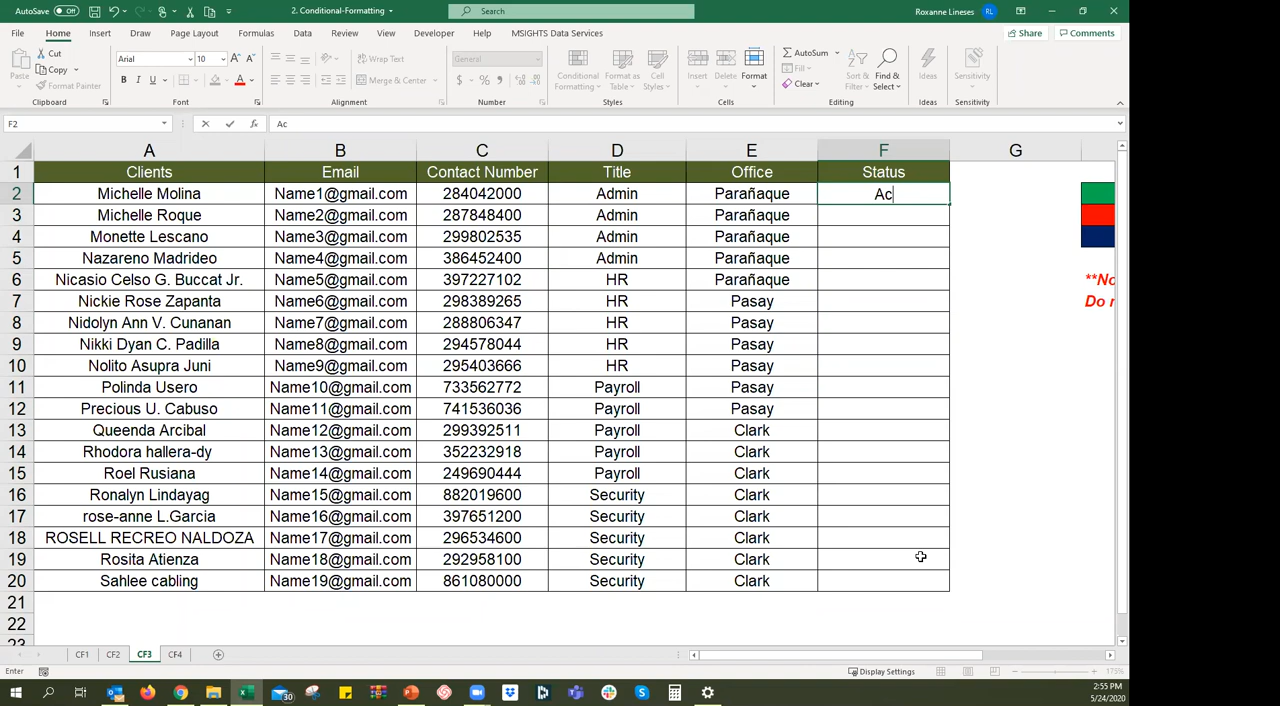 AutoSave Off 2. Conditional-Formatting Search Roxanne Lineses RL
File Home Insert Draw Page Layout Formulas Data Review View Developer Help MSIGHTS Data Services Share Comments
Paste Cut Copy Format Painter Arial 10 Wrap Text Merge & Center General Conditional Formatting Format as Table Cell Styles Insert Delete Format AutoSum Fill Clear Sort & Filter Find & Select Ideas Sensitivity
Clipboard Font Alignment Number Styles Cells Editing Ideas Sensitivity
F2 fx Ac
A B C D E F G
1 Clients Email Contact Number Title Office Status
2 Michelle Molina Name1@gmail.com 284042000 Admin Parañaque Ac
3 Michelle Roque Name2@gmail.com 287848400 Admin Parañaque
4 Monette Lescano Name3@gmail.com 299802535 Admin Parañaque
5 Nazareno Madrideo Name4@gmail.com 386452400 Admin Parañaque
6 Nicasio Celso G. Buccat Jr. Name5@gmail.com 397227102 HR Parañaque **No
7 Nickie Rose Zapanta Name6@gmail.com 298389265 HR Pasay Do
8 Nidolyn Ann V. Cunanan Name7@gmail.com 288806347 HR Pasay
9 Nikki Dyan C. Padilla Name8@gmail.com 294578044 HR Pasay
10 Nolito Asupra Juni Name9@gmail.com 295403666 HR Pasay
11 Polinda Usero Name10@gmail.com 733562772 Payroll Pasay
12 Precious U. Cabuso Name11@gmail.com 741536036 Payroll Pasay
13 Queenda Arcibal Name12@gmail.com 299392511 Payroll Clark
14 Rhodora hallera-dy Name13@gmail.com 352232918 Payroll Clark
15 Roel Rusiana Name14@gmail.com 249690444 Payroll Clark
16 Ronalyn Lindayag Name15@gmail.com 882019600 Security Clark
17 rose-anne L.Garcia Name16@gmail.com 397651200 Security Clark
18 ROSELL RECREO NALDOZA Name17@gmail.com 296534600 Security Clark
19 Rosita Atienza Name18@gmail.com 292958100 Security Clark
20 Sahlee cabling Name19@gmail.com 861080000 Security Clark
21
22
23
CF1 CF2 CF3 CF4
Enter Display Settings 175%
30 2:55 PM
5/24/2020